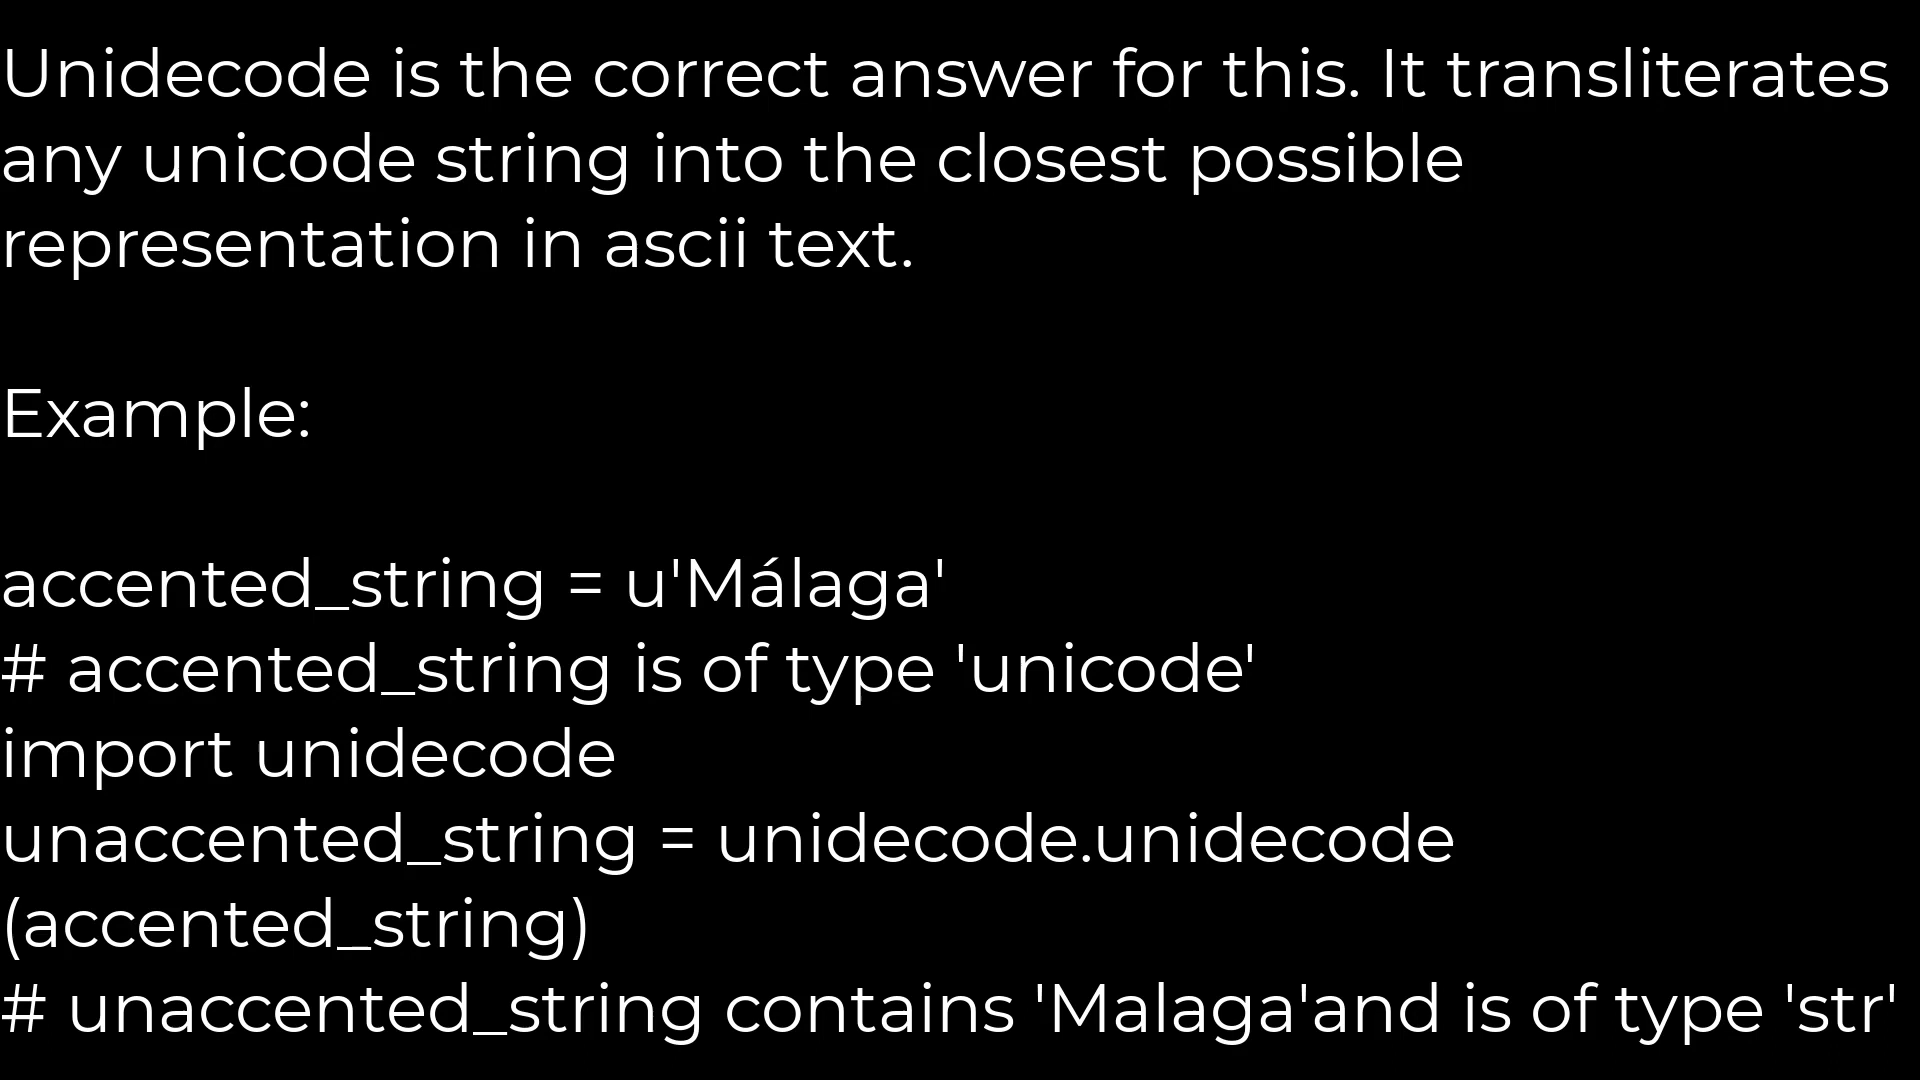 Unidecode is the correct answer for this. It transliterates
any unicode string into the closest possible
representation in ascii text.
Example:
accented_string = u'Málaga'
# accented_string is of type 'unicode'
import unidecode
unaccented_string = unidecode.unidecode
(accented_string)
# unaccented_string contains 'Malaga'and is of type 'str'